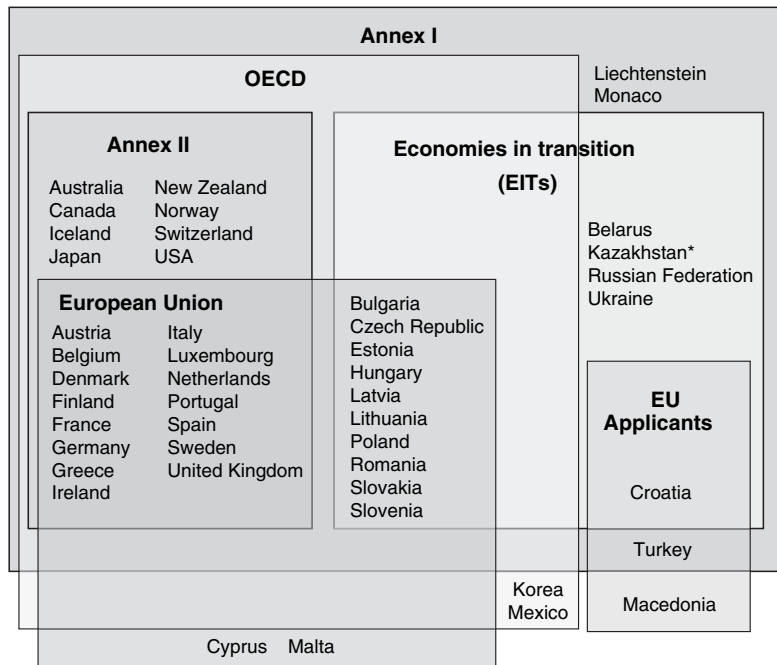 Annex I
OECD
Liechtenstein
Monaco
Annex II
Australia New Zealand
Canada Norway
Iceland Switzerland
Japan USA
Economies in transition
(EITs)
Belarus
Kazakhstan*
Russian Federation
Ukraine
European Union
Austria Italy
Belgium Luxembourg
Denmark Netherlands
Finland Portugal
France Spain
Germany Sweden
Greece United Kingdom
Ireland
Bulgaria
Czech Republic
Estonia
Hungary
Latvia
Lithuania
Poland
Romania
Slovakia
Slovenia
EU
Applicants
Croatia
Turkey
Macedonia
Korea
Mexico
Cyprus Malta